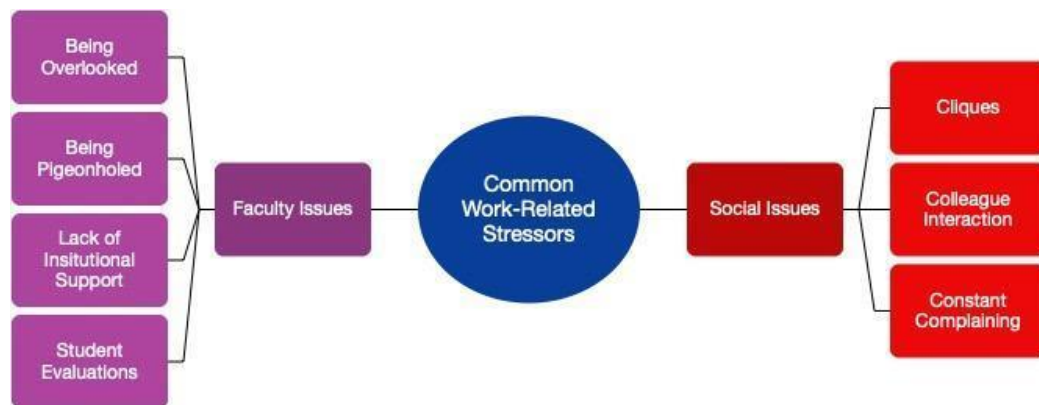 Being
Overlooked
Being
Pigeonholed
Lack of
Insitutional
Support
Student
Evaluations
Faculty Issues
Common
Work-Related
Stressors
Social Issues
Cliques
Colleague
Interaction
Constant
Complaining